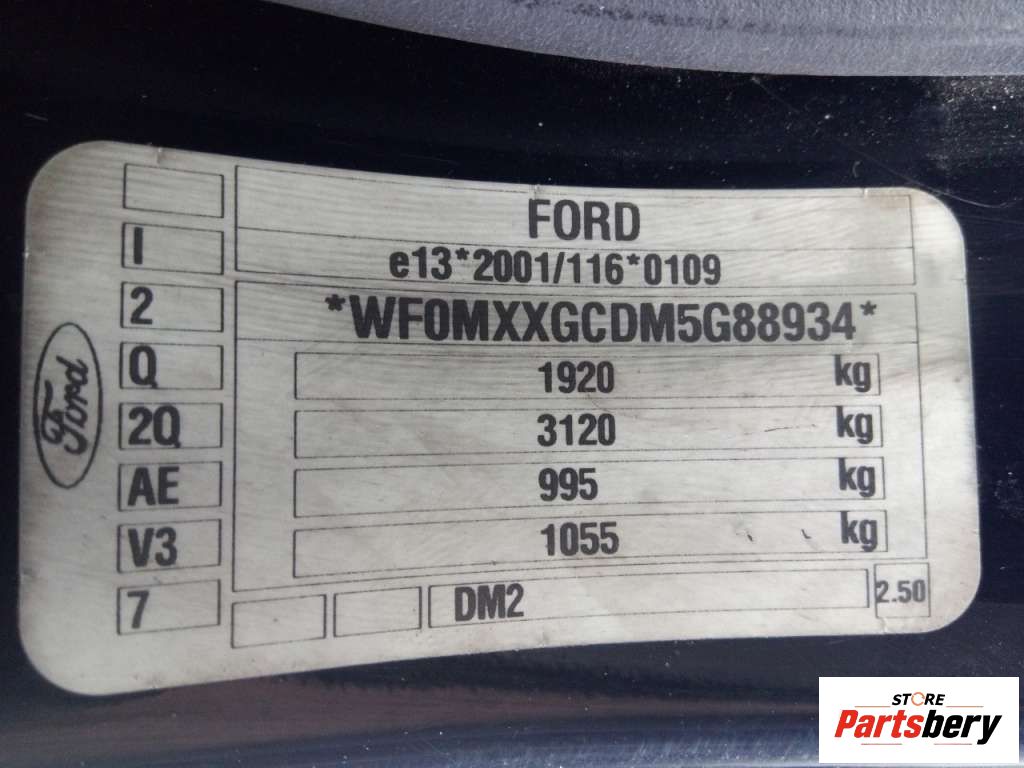 FORD
e13*2001/116*0109
*WF0MXXGCDM5G88934*
1920 kg
3120 kg
995 kg
1055 kg
DM2
2.50
I
2
Q
2Q
AE
V3
7
Ford
STORE
Partsbery